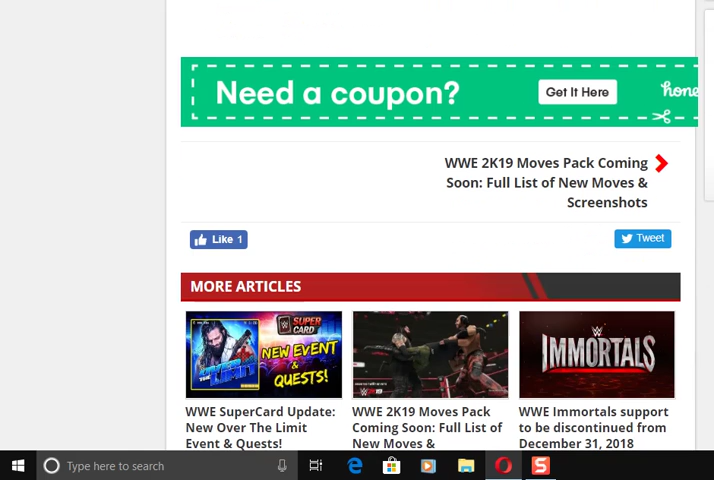 Need a coupon?
Get It Here
hone
WWE 2K19 Moves Pack Coming
Soon: Full List of New Moves &
Screenshots
Like 1
Tweet
MORE ARTICLES
SUPER
CARD
NEW EVENT
&
QUESTS!
IMMORTALS
WWE SuperCard Update:
New Over The Limit
Event & Quests!
WWE 2K19 Moves Pack
Coming Soon: Full List of
New Moves &
WWE Immortals support
to be discontinued from
December 31, 2018
Type here to search